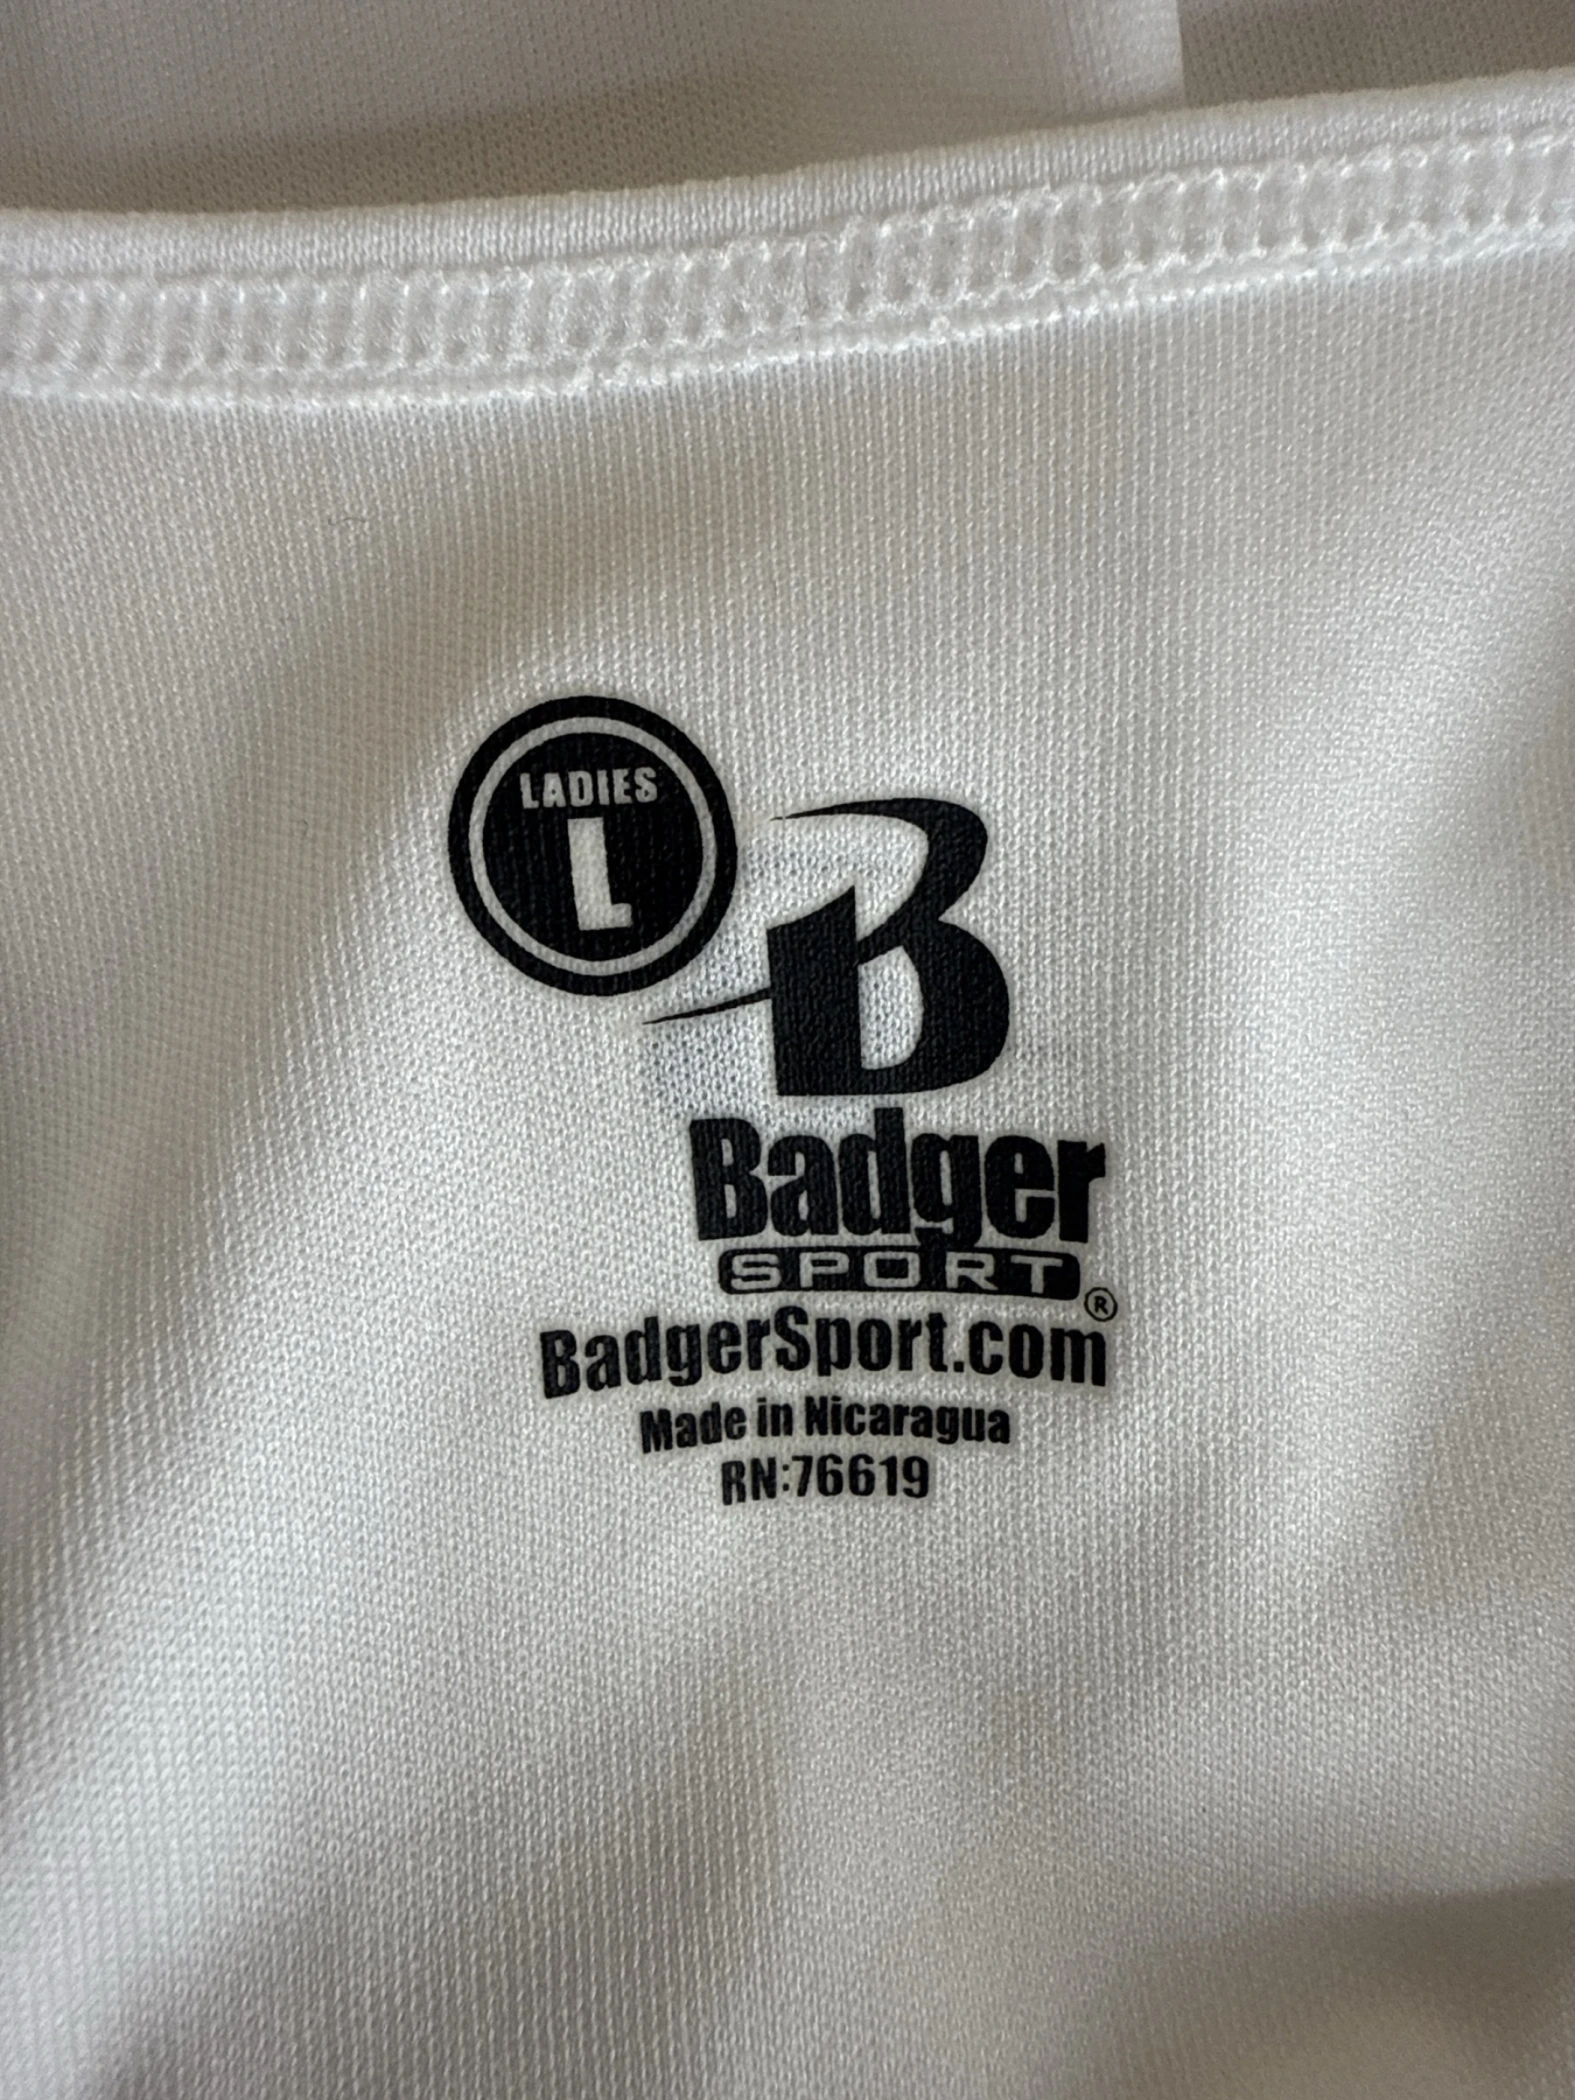 LADIES
L
B
Badger
SPORT®
BadgerSport.com
Made in Nicaragua
RN:76619